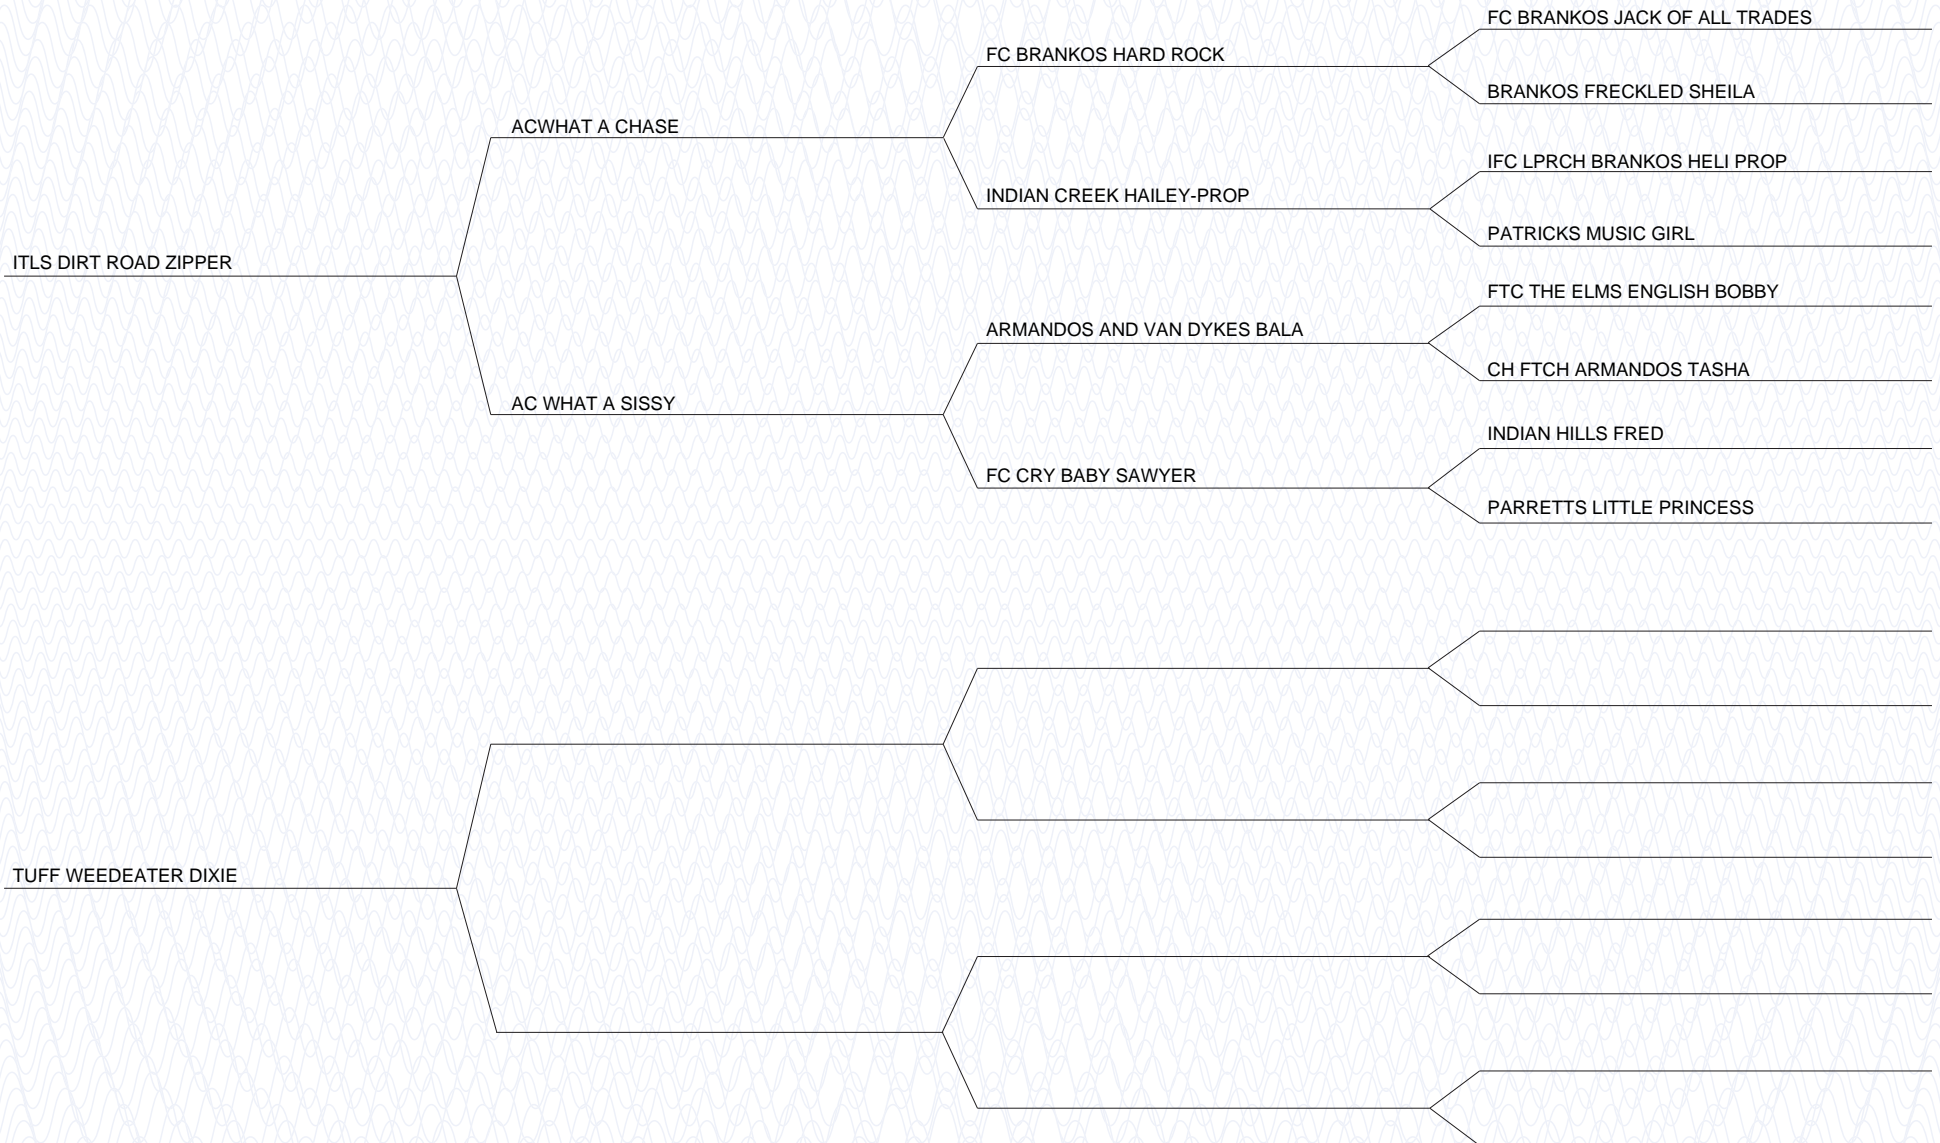 FC BRANKOS JACK OF ALL TRADES
FC BRANKOS HARD ROCK
BRANKOS FRECKLED SHEILA
ACWHAT A CHASE
IFC LPRCH BRANKOS HELI PROP
INDIAN CREEK HAILEY-PROP
PATRICKS MUSIC GIRL
ITLS DIRT ROAD ZIPPER
FTC THE ELMS ENGLISH BOBBY
ARMANDOS AND VAN DYKES BALA
CH FTCH ARMANDOS TASHA
AC WHAT A SISSY
INDIAN HILLS FRED
FC CRY BABY SAWYER
PARRETTS LITTLE PRINCESS
TUFF WEEDEATER DIXIE